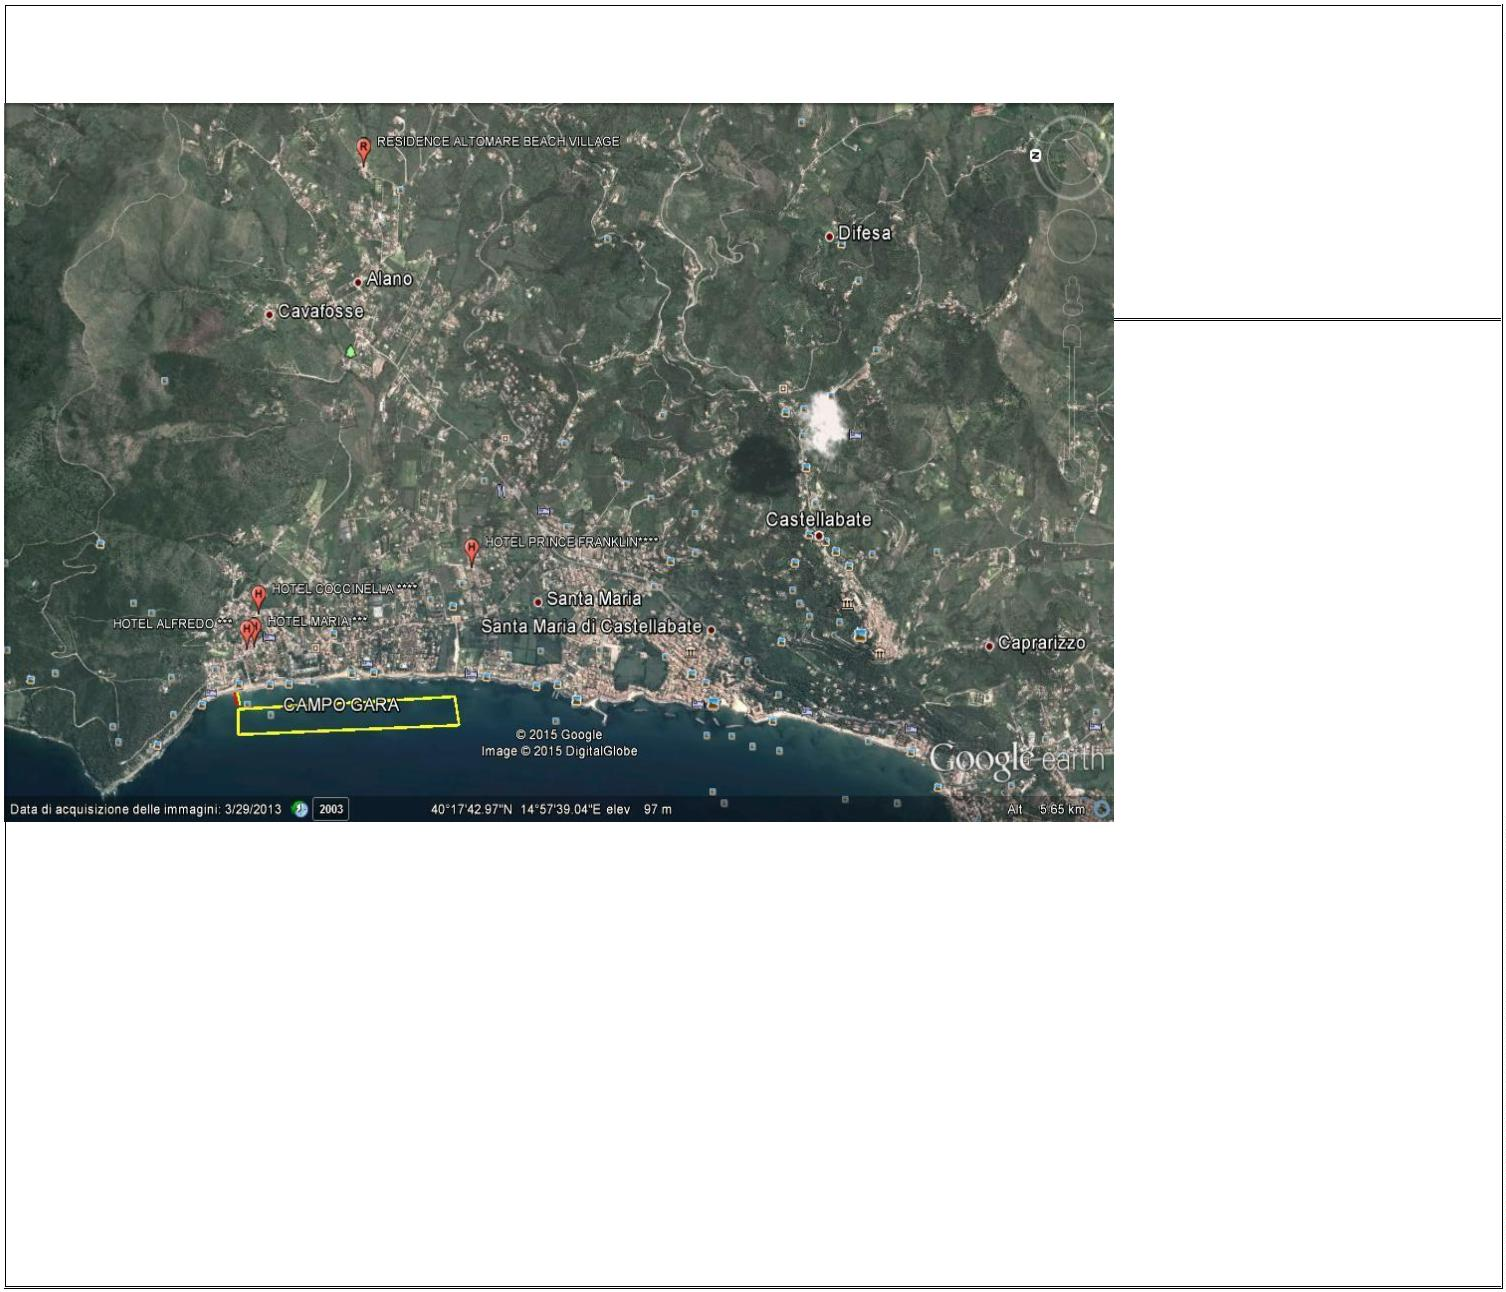 RESIDENCE ALTOMARE BEACH VILLAGE
N
R
Difesa
Alano
Cavafosse
Castellabate
HOTEL PRINCE FRANKLIN****
H
HOTEL COCCINELLA ****
H
Santa Maria
HOTEL ALFREDO ***
HOTEL MARIA ***
H
Santa Maria di Castellabate
Caprarizzo
CAMPO GARA
© 2015 Google
Image © 2015 DigitalGlobe
Google earth
Data di acquisizione delle immagini: 3/29/2013
2003
40°17'42.97"N 14°57'39.04"E elev 97 m
Alt 5.65 km